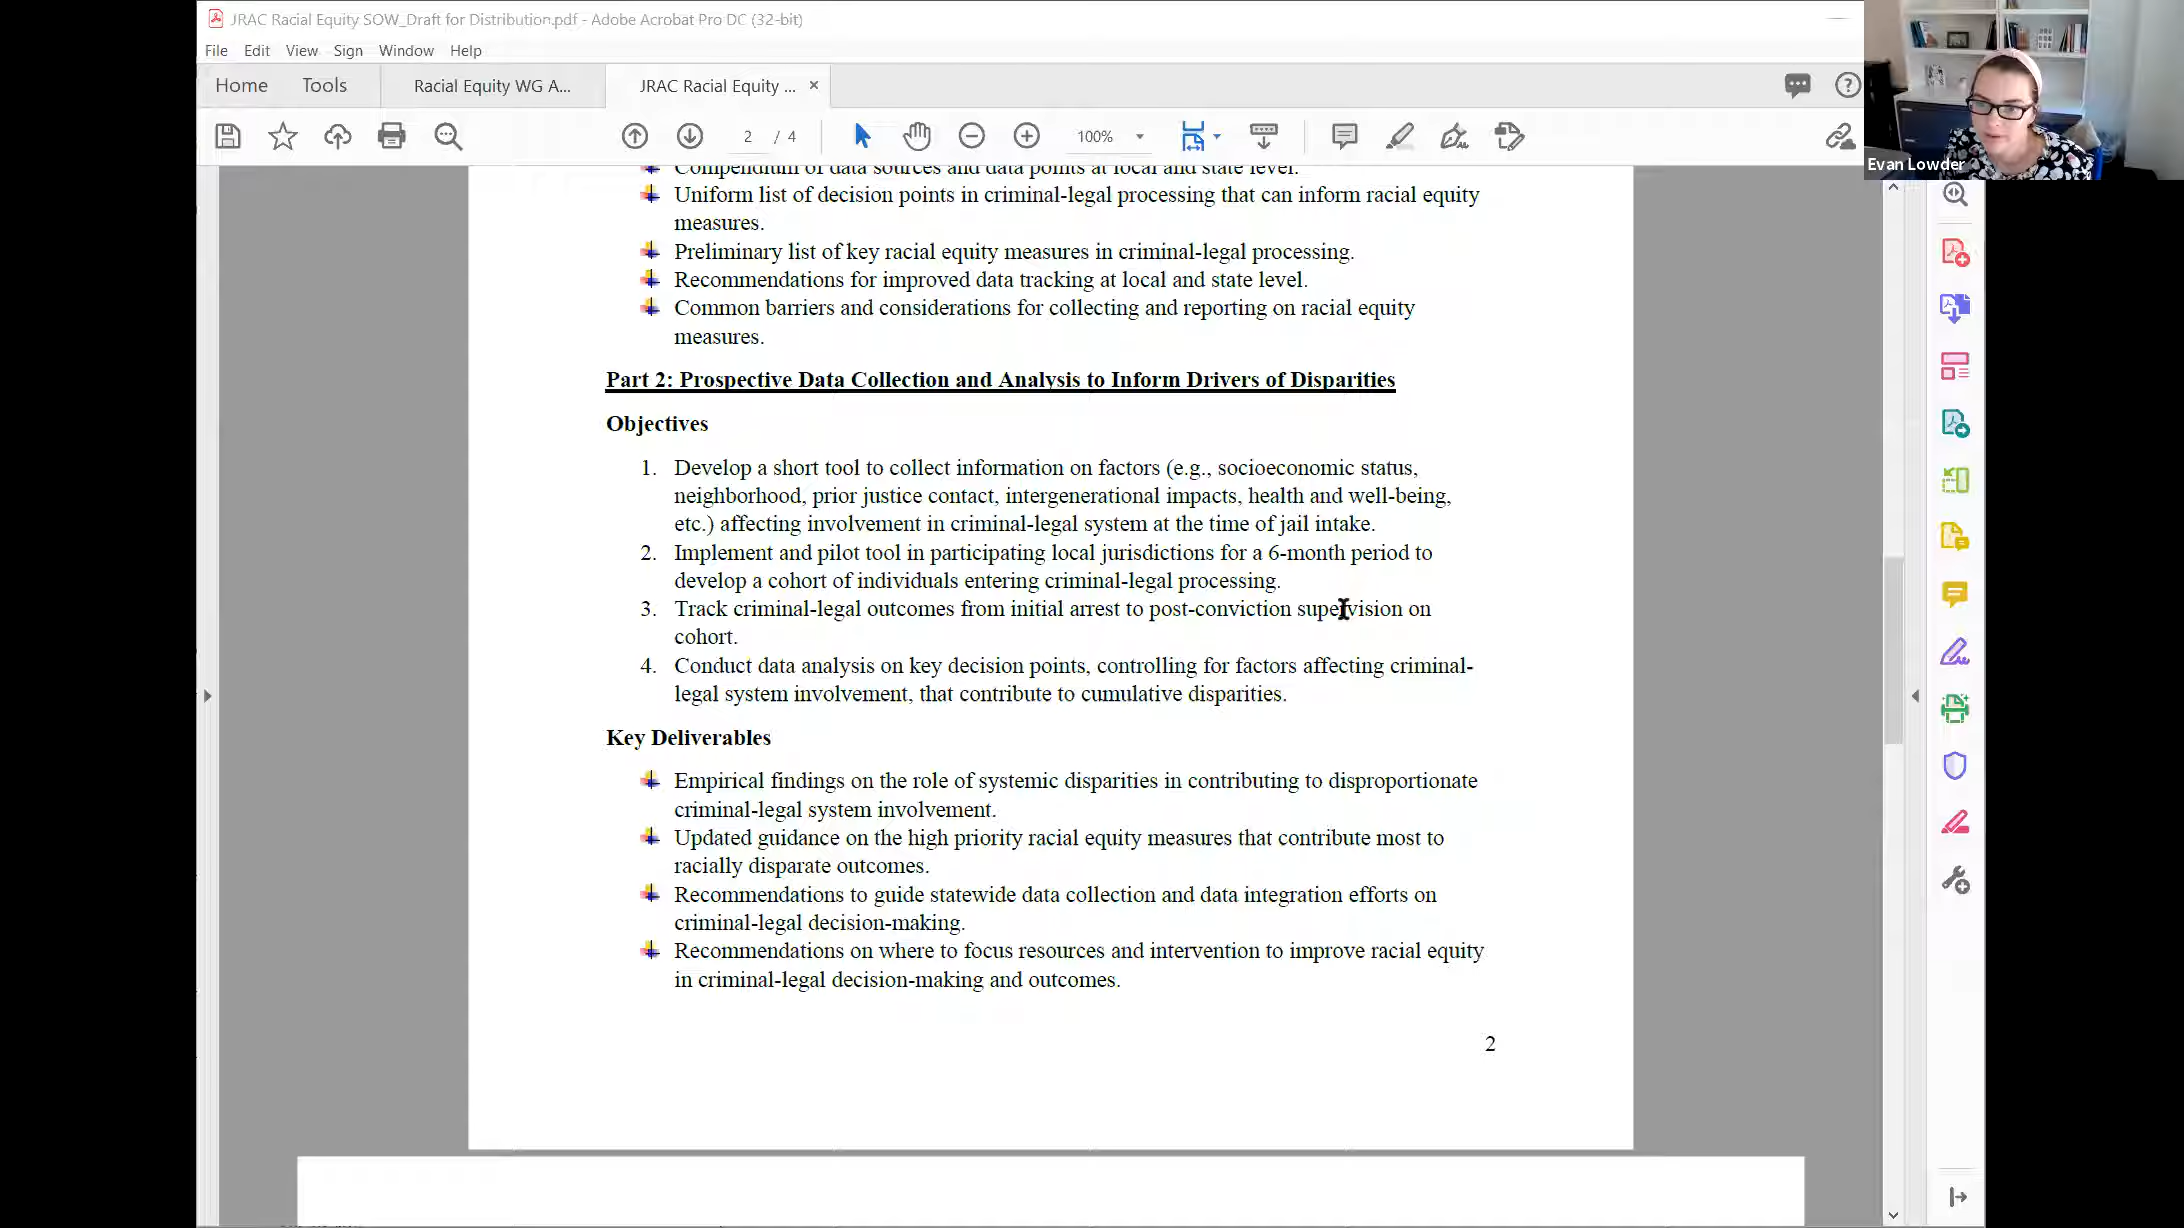 JRAC Racial Equity SOW_Draft for Distribution.pdf - Adobe Acrobat Pro DC (32-bit)
File Edit View Sign Window Help
Home Tools Racial Equity WG A... JRAC Racial Equity ... ×
2 / 4 100%
Evan Lowder
Compendium of data sources and data points at local and state level.
Uniform list of decision points in criminal-legal processing that can inform racial equity
measures.
Preliminary list of key racial equity measures in criminal-legal processing.
Recommendations for improved data tracking at local and state level.
Common barriers and considerations for collecting and reporting on racial equity
measures.
Part 2: Prospective Data Collection and Analysis to Inform Drivers of Disparities
Objectives
1. Develop a short tool to collect information on factors (e.g., socioeconomic status,
neighborhood, prior justice contact, intergenerational impacts, health and well-being,
etc.) affecting involvement in criminal-legal system at the time of jail intake.
2. Implement and pilot tool in participating local jurisdictions for a 6-month period to
develop a cohort of individuals entering criminal-legal processing.
3. Track criminal-legal outcomes from initial arrest to post-conviction supervision on
cohort.
4. Conduct data analysis on key decision points, controlling for factors affecting criminal-
legal system involvement, that contribute to cumulative disparities.
Key Deliverables
Empirical findings on the role of systemic disparities in contributing to disproportionate
criminal-legal system involvement.
Updated guidance on the high priority racial equity measures that contribute most to
racially disparate outcomes.
Recommendations to guide statewide data collection and data integration efforts on
criminal-legal decision-making.
Recommendations on where to focus resources and intervention to improve racial equity
in criminal-legal decision-making and outcomes.
2